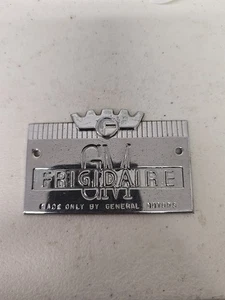 GM
FRIGIDAIRE
MADE ONLY BY GENERAL MOTORS